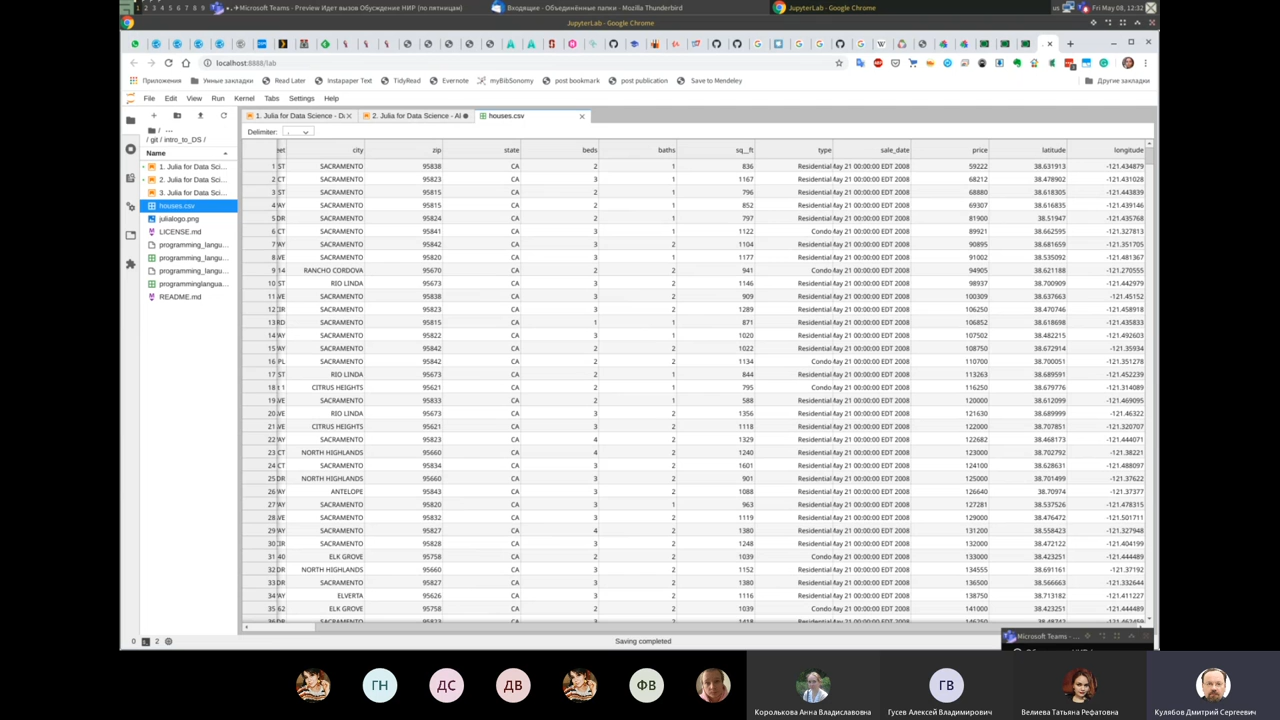 1 2 3 4 5 6 7 8 9
Microsoft Teams - Preview Идет вызов Обсуждение НИР (по пятницам)
Входящие - Объединённые папки - Mozilla Thunderbird
JupyterLab - Google Chrome
us
Fri May 08, 12:32
JupyterLab - Google Chrome
localhost:8888/lab
Приложения Умные закладки Read Later Instapaper Text TidyRead Evernote myBibSonomy post bookmark post publication Save to Mendeley Другие закладки
File Edit View Run Kernel Tabs Settings Help
1. Julia for Data Science - D
2. Julia for Data Science - Al
houses.csv
Delimiter: ,
/ git / intro_to_DS /
Name
1. Julia for Data Sci...
2. Julia for Data Sci...
3. Julia for Data Sci...
houses.csv
julialogo.png
LICENSE.md
programming_langu...
programming_langu...
programming_langu...
programminglangua...
README.md
eet city zip state beds baths sq__ft type sale_date price latitude longitude
1 ST SACRAMENTO 95838 CA 2 1 836 Residential May 21 00:00:00 EDT 2008 59222 38.631913 -121.434879
2 CT SACRAMENTO 95823 CA 3 1 1167 Residential May 21 00:00:00 EDT 2008 68212 38.478902 -121.431028
3 ST SACRAMENTO 95815 CA 2 1 796 Residential May 21 00:00:00 EDT 2008 68880 38.618305 -121.443839
4 AY SACRAMENTO 95815 CA 2 1 852 Residential May 21 00:00:00 EDT 2008 69307 38.616835 -121.439146
5 DR SACRAMENTO 95824 CA 2 1 797 Residential May 21 00:00:00 EDT 2008 81900 38.51947 -121.435768
6 CT SACRAMENTO 95841 CA 3 1 1122 Condo May 21 00:00:00 EDT 2008 89921 38.662595 -121.327813
7 AY SACRAMENTO 95842 CA 3 2 1104 Residential May 21 00:00:00 EDT 2008 90895 38.681659 -121.351705
8 VE SACRAMENTO 95820 CA 3 1 1177 Residential May 21 00:00:00 EDT 2008 91002 38.535092 -121.481367
9 14 RANCHO CORDOVA 95670 CA 2 2 941 Condo May 21 00:00:00 EDT 2008 94905 38.621188 -121.270555
10 ST RIO LINDA 95673 CA 3 2 1146 Residential May 21 00:00:00 EDT 2008 98937 38.700909 -121.442979
11 VE SACRAMENTO 95838 CA 3 2 909 Residential May 21 00:00:00 EDT 2008 100309 38.637663 -121.45152
12 IR SACRAMENTO 95823 CA 3 2 1289 Residential May 21 00:00:00 EDT 2008 106250 38.470746 -121.458918
13 RD SACRAMENTO 95815 CA 1 1 871 Residential May 21 00:00:00 EDT 2008 106852 38.618698 -121.435833
14 AY SACRAMENTO 95822 CA 3 1 1020 Residential May 21 00:00:00 EDT 2008 107502 38.482215 -121.492603
15 AY SACRAMENTO 95842 CA 2 2 1022 Residential May 21 00:00:00 EDT 2008 108750 38.672914 -121.35934
16 PL SACRAMENTO 95842 CA 2 2 1134 Condo May 21 00:00:00 EDT 2008 110700 38.700051 -121.351278
17 ST RIO LINDA 95673 CA 2 1 844 Residential May 21 00:00:00 EDT 2008 113263 38.689591 -121.452239
18 t 1 CITRUS HEIGHTS 95621 CA 2 1 795 Condo May 21 00:00:00 EDT 2008 116250 38.679776 -121.314089
19 VE SACRAMENTO 95833 CA 2 1 588 Residential May 21 00:00:00 EDT 2008 120000 38.612099 -121.469095
20 VE RIO LINDA 95673 CA 3 2 1356 Residential May 21 00:00:00 EDT 2008 121630 38.689999 -121.46322
21 VE CITRUS HEIGHTS 95621 CA 3 2 1118 Residential May 21 00:00:00 EDT 2008 122000 38.707851 -121.320707
22 AY SACRAMENTO 95823 CA 4 2 1329 Residential May 21 00:00:00 EDT 2008 122682 38.468173 -121.444071
23 CT NORTH HIGHLANDS 95660 CA 4 2 1240 Residential May 21 00:00:00 EDT 2008 123000 38.702792 -121.38221
24 CT SACRAMENTO 95834 CA 3 2 1601 Residential May 21 00:00:00 EDT 2008 124100 38.628631 -121.488097
25 DR NORTH HIGHLANDS 95660 CA 3 2 901 Residential May 21 00:00:00 EDT 2008 125000 38.701499 -121.37622
26 AY ANTELOPE 95843 CA 3 2 1088 Residential May 21 00:00:00 EDT 2008 126640 38.70974 -121.37377
27 AY SACRAMENTO 95820 CA 3 1 963 Residential May 21 00:00:00 EDT 2008 127281 38.537526 -121.478315
28 VE SACRAMENTO 95832 CA 3 2 1119 Residential May 21 00:00:00 EDT 2008 129000 38.476472 -121.501711
29 AY SACRAMENTO 95827 CA 4 2 1380 Residential May 21 00:00:00 EDT 2008 131200 38.558423 -121.327948
30 IR SACRAMENTO 95828 CA 3 2 1248 Residential May 21 00:00:00 EDT 2008 132000 38.472122 -121.404199
31 40 ELK GROVE 95758 CA 2 2 1039 Condo May 21 00:00:00 EDT 2008 133000 38.423251 -121.444489
32 DR NORTH HIGHLANDS 95660 CA 3 2 1152 Residential May 21 00:00:00 EDT 2008 134555 38.691161 -121.37192
33 DR SACRAMENTO 95827 CA 3 2 1380 Residential May 21 00:00:00 EDT 2008 136500 38.566663 -121.332644
34 AY ELVERTA 95626 CA 3 2 1116 Residential May 21 00:00:00 EDT 2008 138750 38.713182 -121.411227
35 62 ELK GROVE 95758 CA 2 2 1039 Condo May 21 00:00:00 EDT 2008 141000 38.423251 -121.444489
0 2
Saving completed
Microsoft Teams - ...
ГН ДС ДВ ФВ ГВ
Королькова Анна Владиславовна
Гусев Алексей Владимирович
Велиева Татьяна Рефатовна
Кулябов Дмитрий Сергеевич